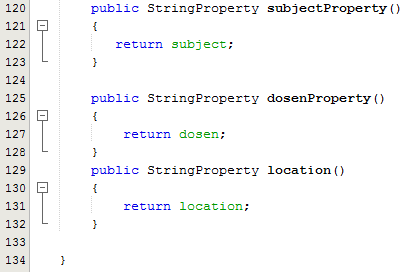 120 public StringProperty subjectProperty()
121 {
122 return subject;
123 }
124
125 public StringProperty dosenProperty()
126 {
127 return dosen;
128 }
129 public StringProperty location()
130 {
131 return location;
132 }
133
134 }